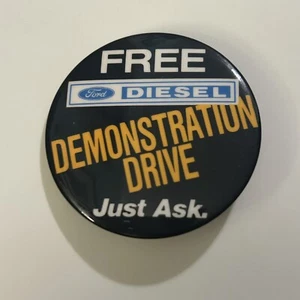 FREE
Ford DIESEL
DEMONSTRATION
DRIVE
Just Ask.